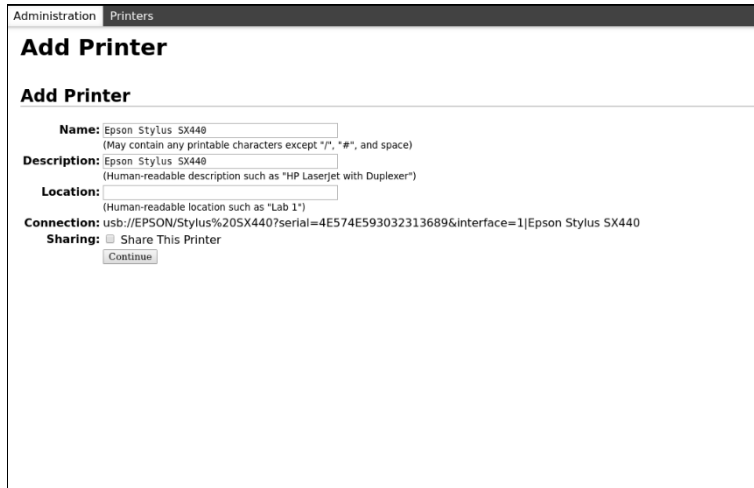 Administration Printers
Add Printer
Add Printer
Name: Epson Stylus SX440
(May contain any printable characters except "/", "#", and space)
Description: Epson Stylus SX440
(Human-readable description such as "HP LaserJet with Duplexer")
Location:
(Human-readable location such as "Lab 1")
Connection: usb://EPSON/Stylus%20SX440?serial=4E574E593032313689&interface=1|Epson Stylus SX440
Sharing: Share This Printer
Continue